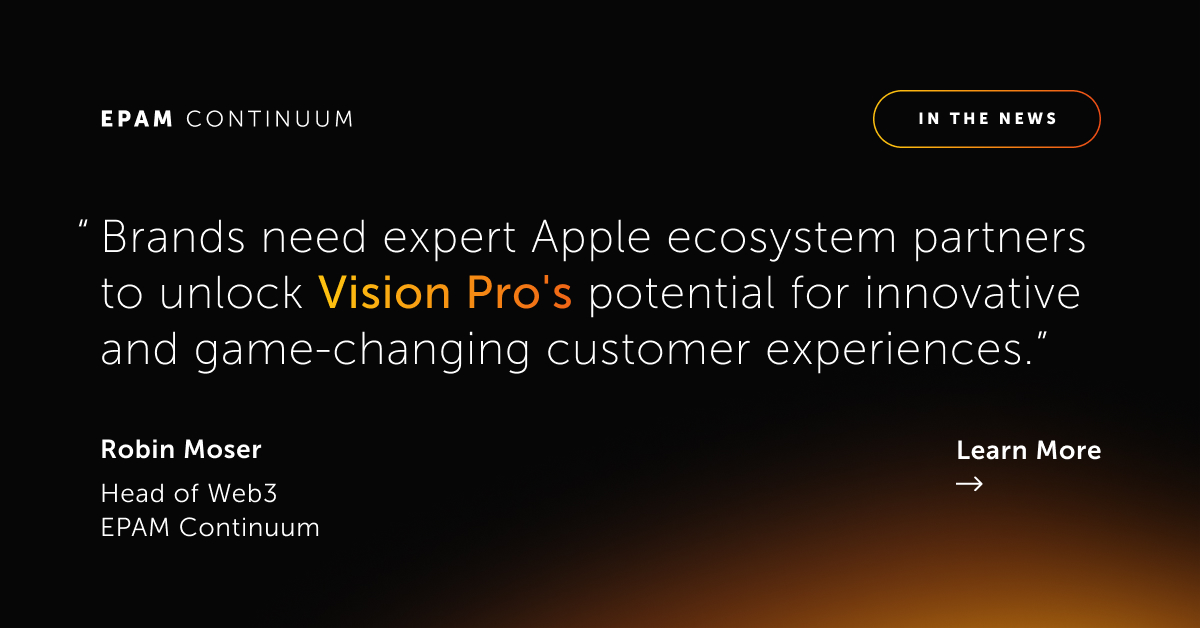 EPAM CONTINUUM
IN THE NEWS
“Brands need expert Apple ecosystem partners
to unlock Vision Pro's potential for innovative
and game-changing customer experiences.”
Robin Moser
Head of Web3
EPAM Continuum
Learn More
→